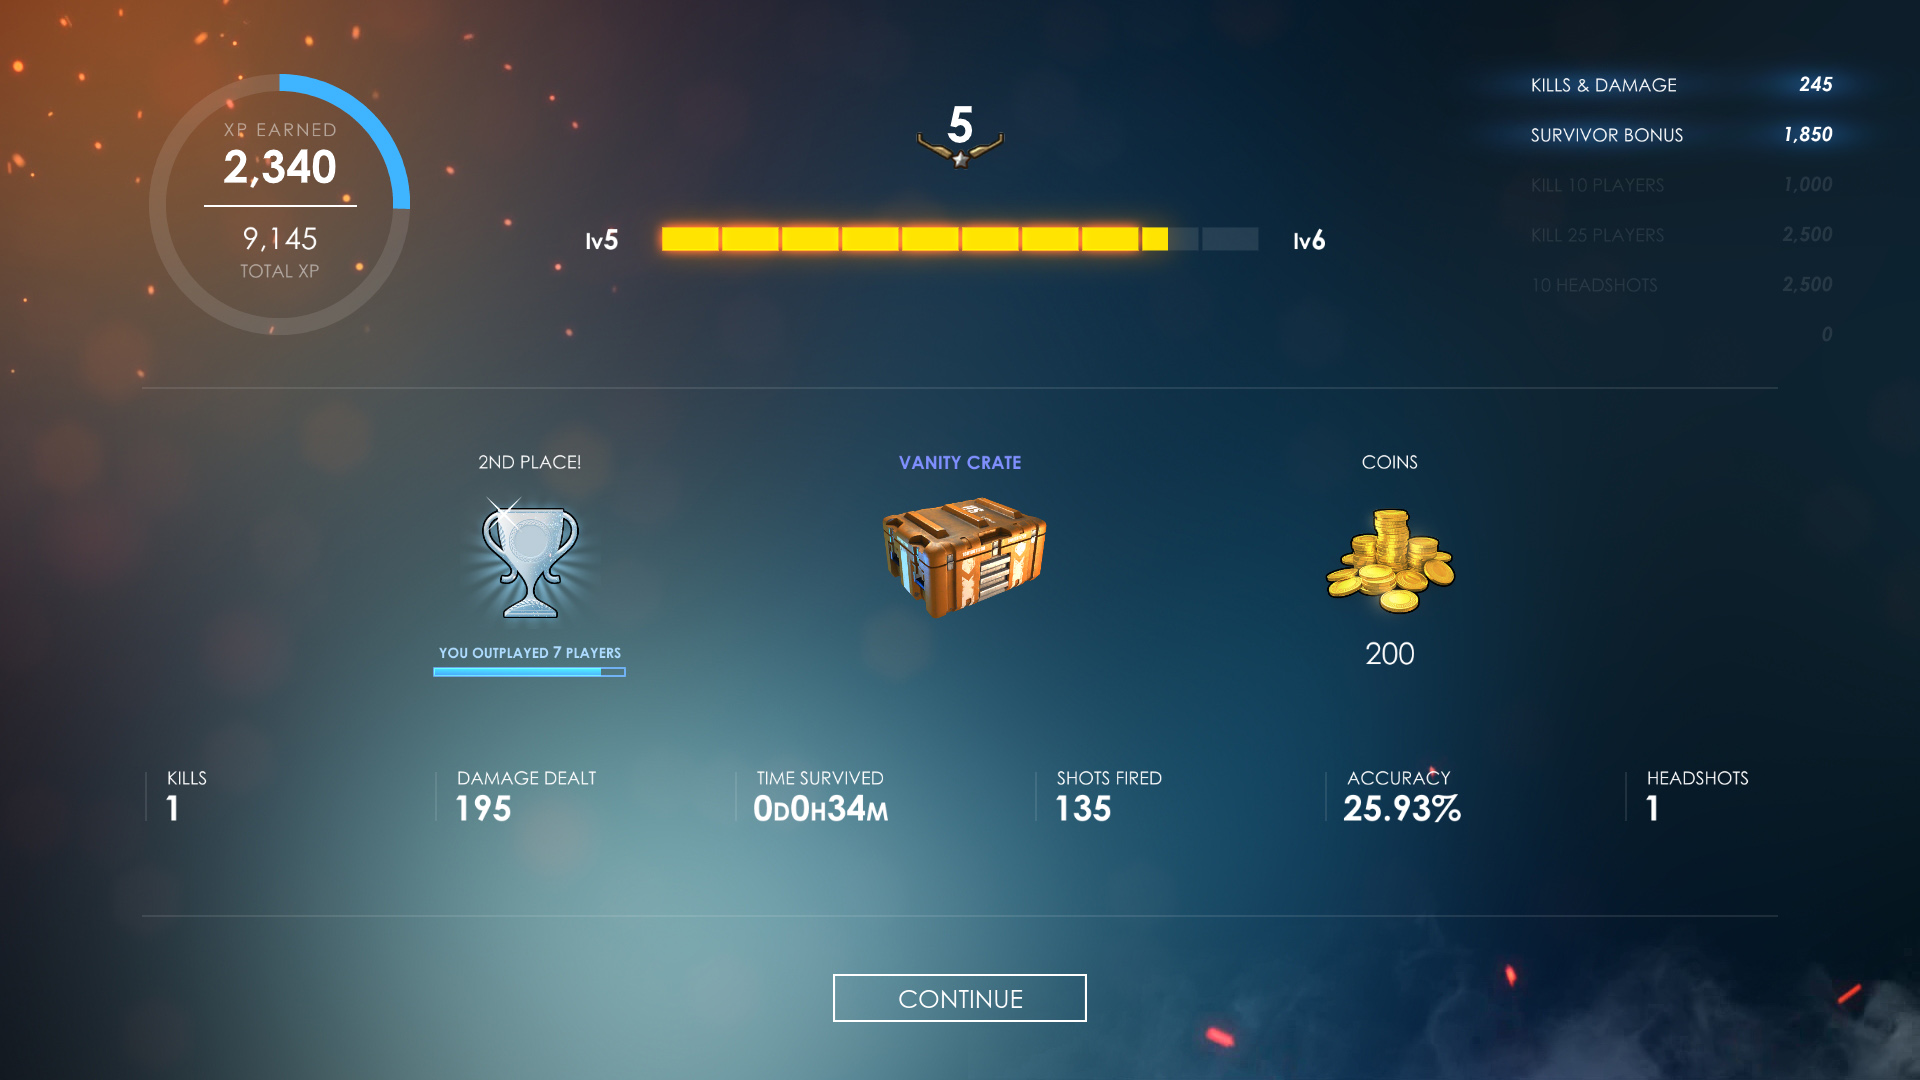 XP EARNED
2,340
9,145
TOTAL XP
5
lv5
lv6
KILLS & DAMAGE 245
SURVIVOR BONUS 1,850
KILL 10 PLAYERS 1,000
KILL 25 PLAYERS 2,500
10 HEADSHOTS 2,500
0
2ND PLACE!
YOU OUTPLAYED 7 PLAYERS
VANITY CRATE
COINS
200
KILLS
1
DAMAGE DEALT
195
TIME SURVIVED
0D0H34M
SHOTS FIRED
135
ACCURACY
25.93%
HEADSHOTS
1
CONTINUE